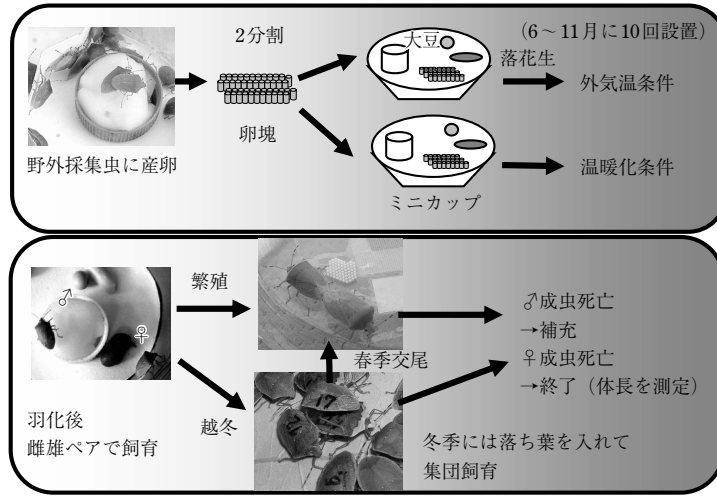 2分割
（6～11月に10回設置）
大豆
落花生
外気温条件
卵塊
野外採集虫に産卵
温暖化条件
ミニカップ
♂
♀
繁殖
♂成虫死亡
→補充
春季交尾
♀成虫死亡
→終了（体長を測定）
羽化後
雌雄ペアで飼育
越冬
17
冬季には落ち葉を入れて
集団飼育